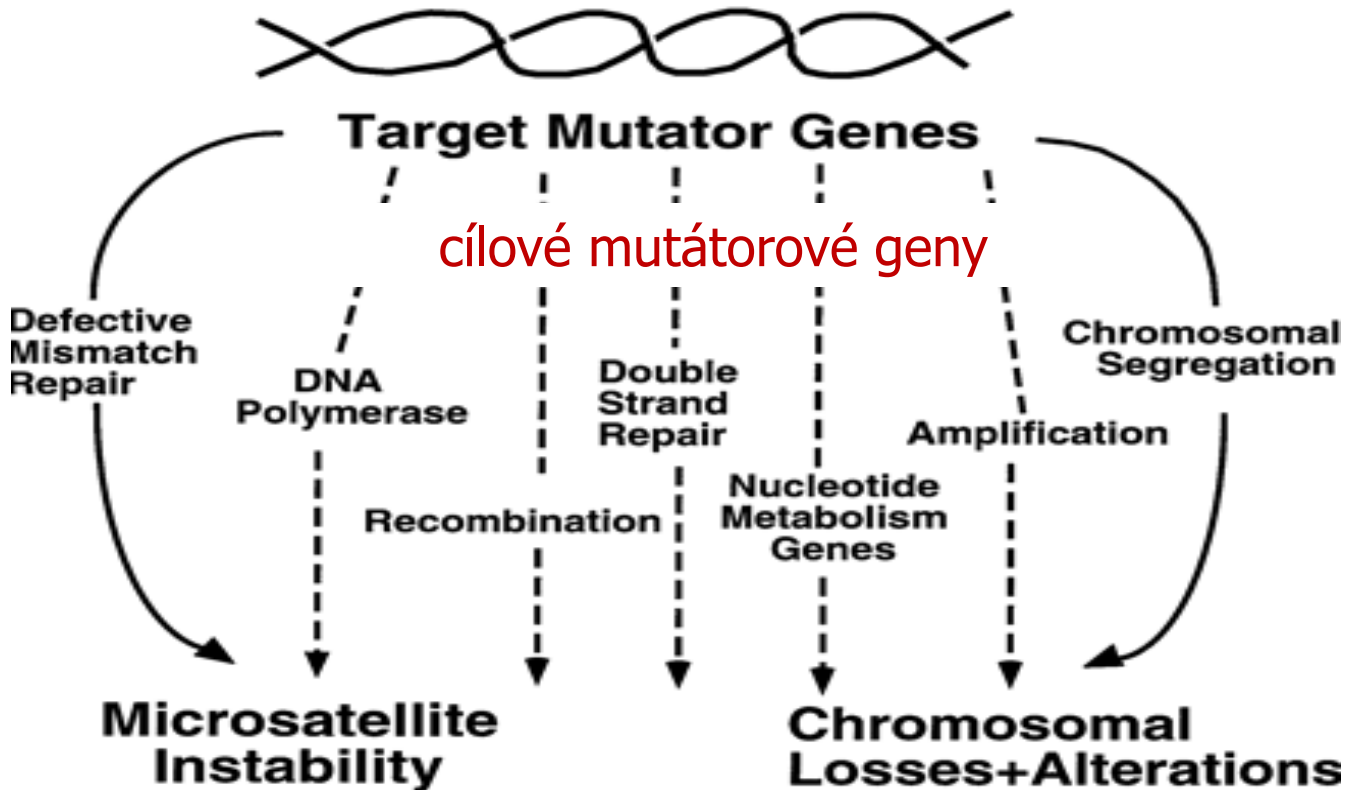 Target Mutator Genes
cílové mutátorové geny
Defective
Mismatch
Repair
DNA
Polymerase
Recombination
Double
Strand
Repair
Nucleotide
Metabolism
Genes
Amplification
Chromosomal
Segregation
Microsatellite
Instability
Chromosomal
Losses+Alterations